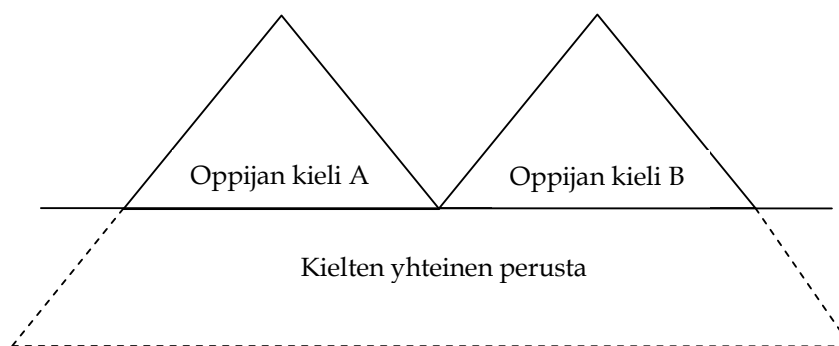 Oppijan kieli A
Oppijan kieli B
Kielten yhteinen perusta